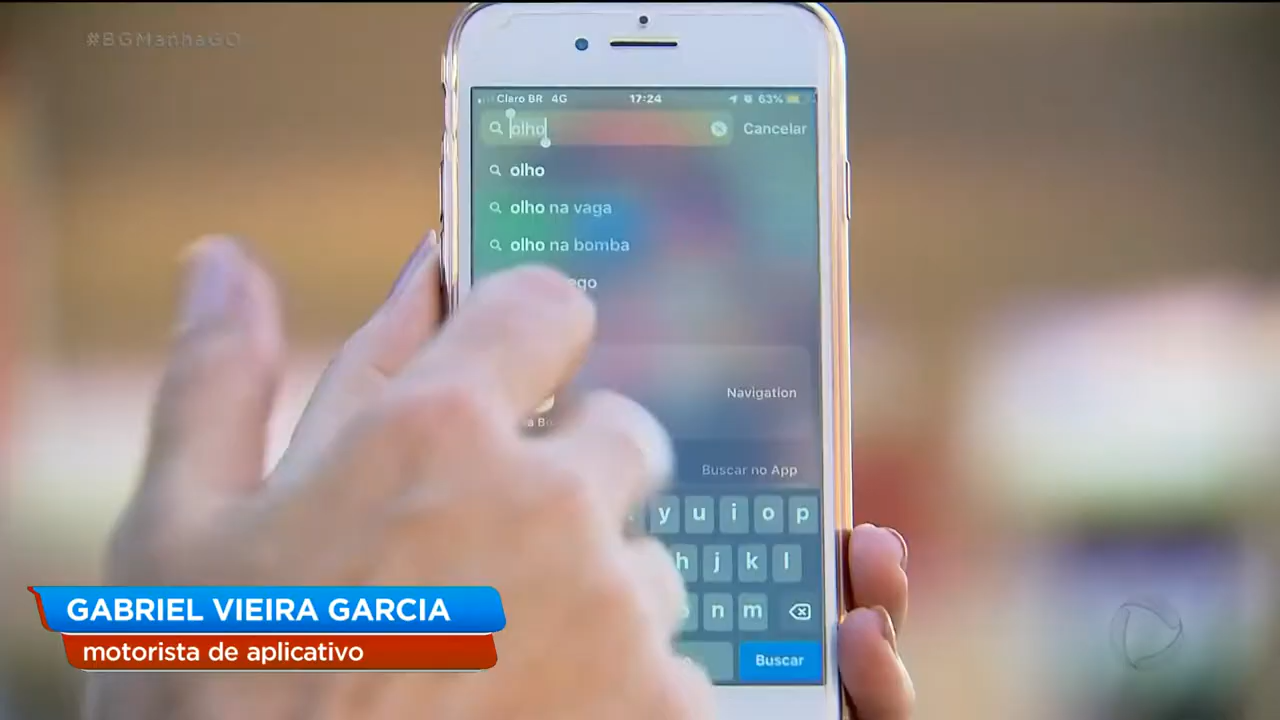 #BGManhaGO
Claro BR 4G 17:24 63%
olho Cancelar
olho
olho na vaga
olho na bomba
ego
Navigation
Buscar no App
y u i o p
h j k l
n m
Buscar
GABRIEL VIEIRA GARCIA
motorista de aplicativo